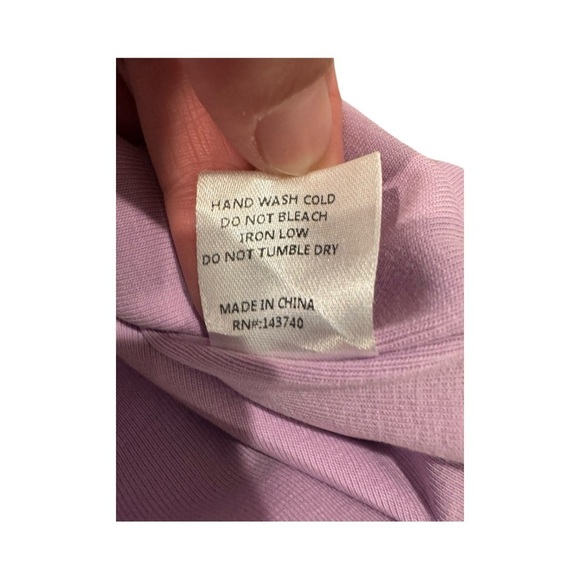 HAND WASH COLD
DO NOT BLEACH
IRON LOW
DO NOT TUMBLE DRY
MADE IN CHINA
RN#:143740